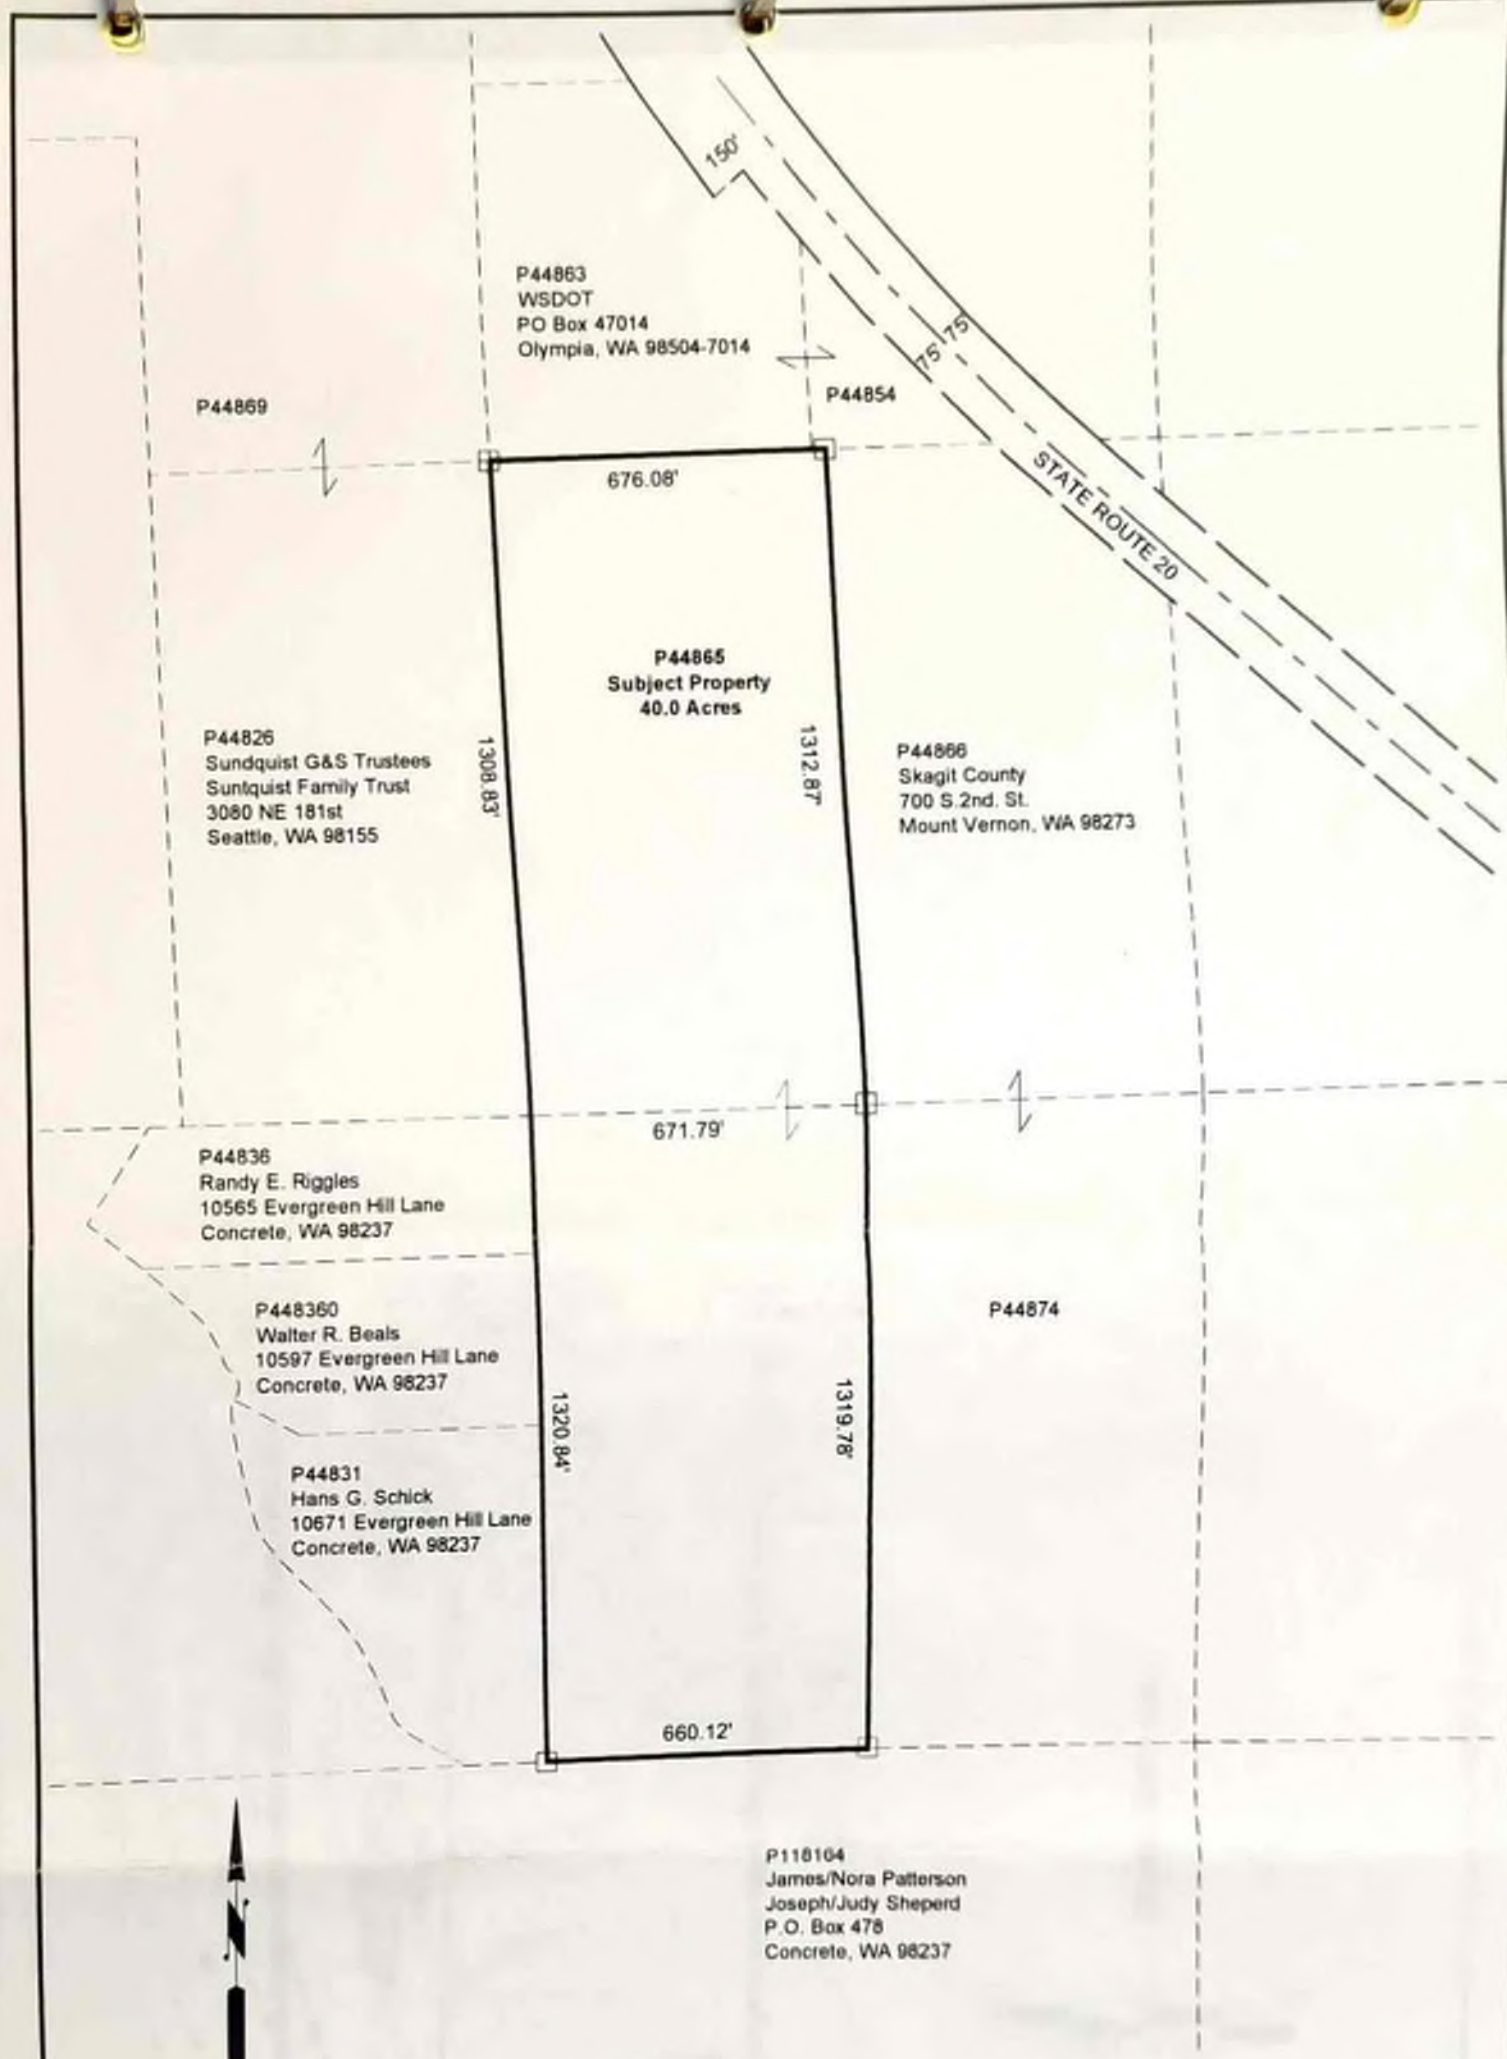 150'
P44863
WSDOT
PO Box 47014
Olympia, WA 98504-7014
75' 75'
P44854
P44869
676.08'
STATE ROUTE 20
P44865
Subject Property
40.0 Acres
P44826
Sundquist G&S Trustees
Suntquist Family Trust
3080 NE 181st
Seattle, WA 98155
1308.83'
1312.87'
P44866
Skagit County
700 S.2nd. St.
Mount Vernon, WA 98273
671.79'
P44836
Randy E. Riggles
10565 Evergreen Hill Lane
Concrete, WA 98237
P448360
Walter R. Beals
10597 Evergreen Hill Lane
Concrete, WA 98237
P44874
1320.84'
1319.78'
P44831
Hans G. Schick
10671 Evergreen Hill Lane
Concrete, WA 98237
660.12'
P118164
James/Nora Patterson
Joseph/Judy Sheperd
P.O. Box 478
Concrete, WA 98237
N